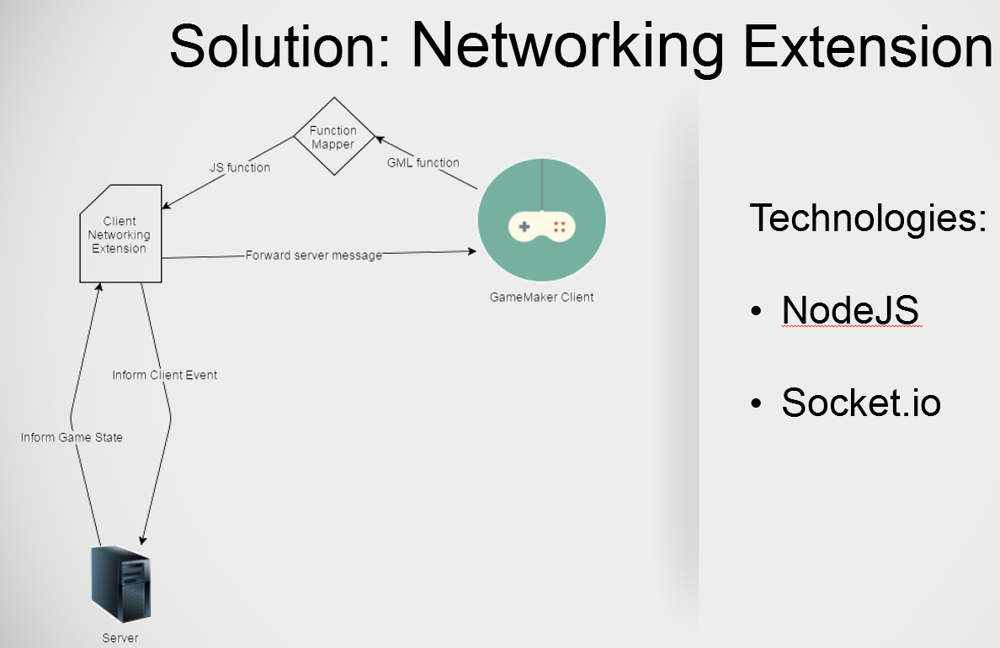 Solution: Networking Extension
Function
Mapper
JS function
GML function
Client
Networking
Extension
Forward server message
GameMaker Client
Inform Client Event
Inform Game State
Server
Technologies:
• NodeJS
• Socket.io